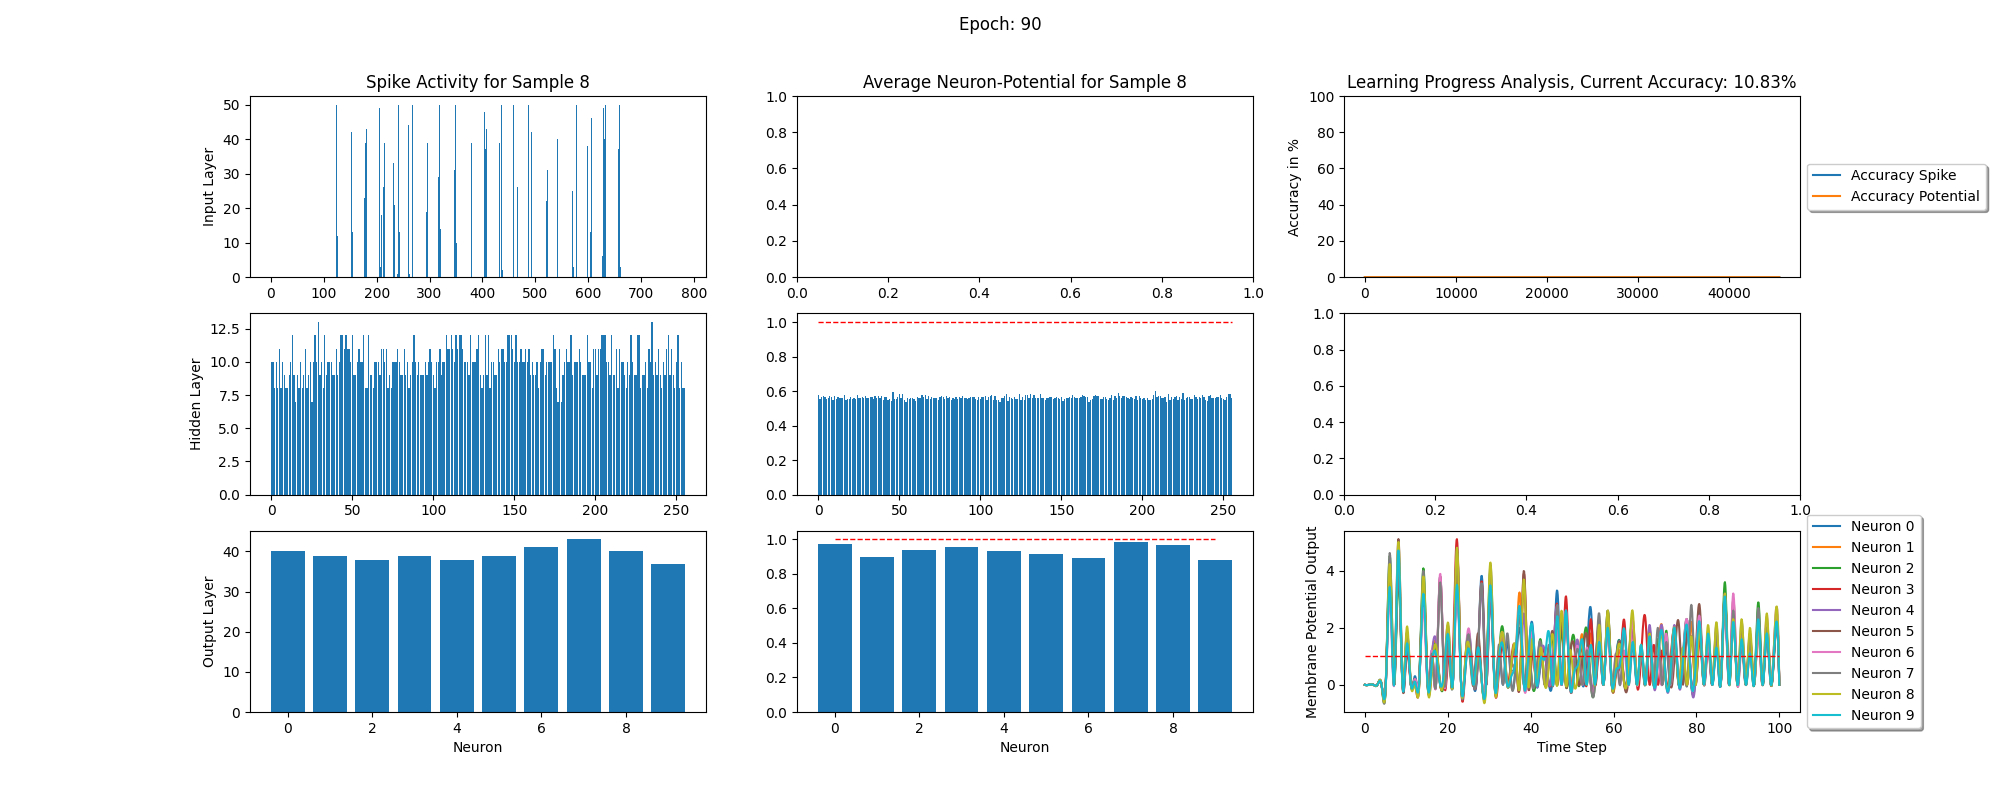 Epoch: 90
Spike Activity for Sample 8
Average Neuron-Potential for Sample 8
Learning Progress Analysis, Current Accuracy: 10.83%
Input Layer
50
40
30
20
10
0
0 100 200 300 400 500 600 700 800
1.0
0.8
0.6
0.4
0.2
0.0
0.0 0.2 0.4 0.6 0.8 1.0
Accuracy in %
100
80
60
40
20
0
0 10000 20000 30000 40000
Accuracy Spike
Accuracy Potential
Hidden Layer
12.5
10.0
7.5
5.0
2.5
0.0
0 50 100 150 200 250
1.0
0.8
0.6
0.4
0.2
0.0
0 50 100 150 200 250
1.0
0.8
0.6
0.4
0.2
0.0
0.0 0.2 0.4 0.6 0.8 1.0
Output Layer
40
30
20
10
0
0 2 4 6 8
Neuron
1.0
0.8
0.6
0.4
0.2
0.0
0 2 4 6 8
Neuron
Membrane Potential Output
4
2
0
0 20 40 60 80 100
Time Step
Neuron 0
Neuron 1
Neuron 2
Neuron 3
Neuron 4
Neuron 5
Neuron 6
Neuron 7
Neuron 8
Neuron 9